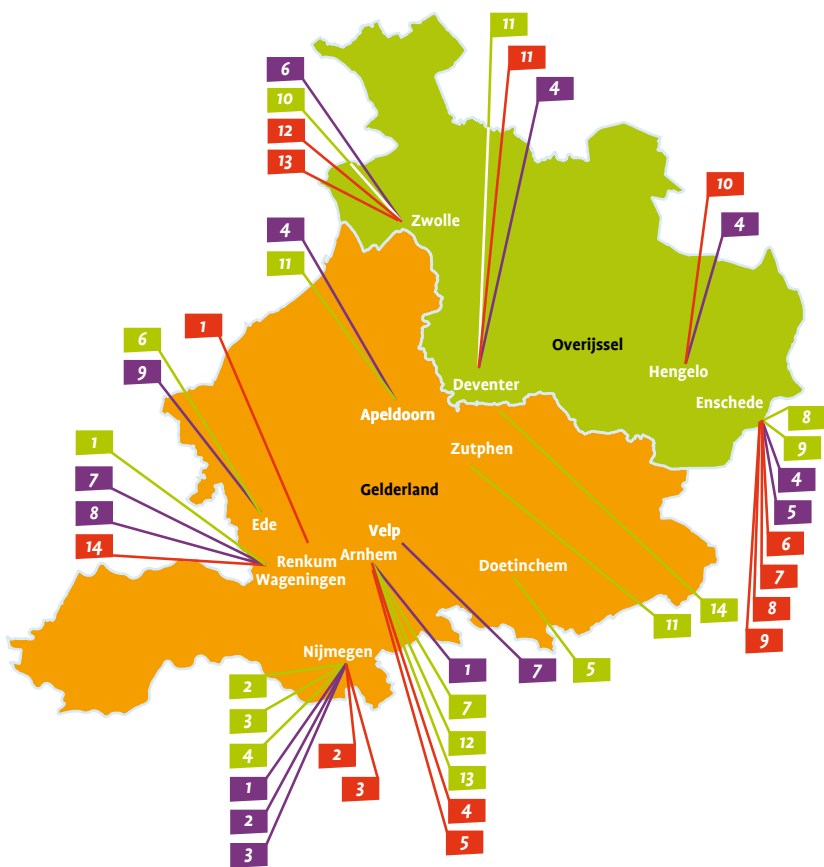 11
11
4
6
10
12
13
10
4
Zwolle
4
11
1
6
9
Overijssel
Hengelo
Deventer
Enschede
Apeldoorn
8
9
4
5
6
7
8
9
Zutphen
1
7
8
14
Gelderland
Ede
Velp
Renkum
Arnhem
Wageningen
Doetinchem
14
11
5
7
Nijmegen
2
3
4
1
2
3
2
3
1
7
12
13
4
5